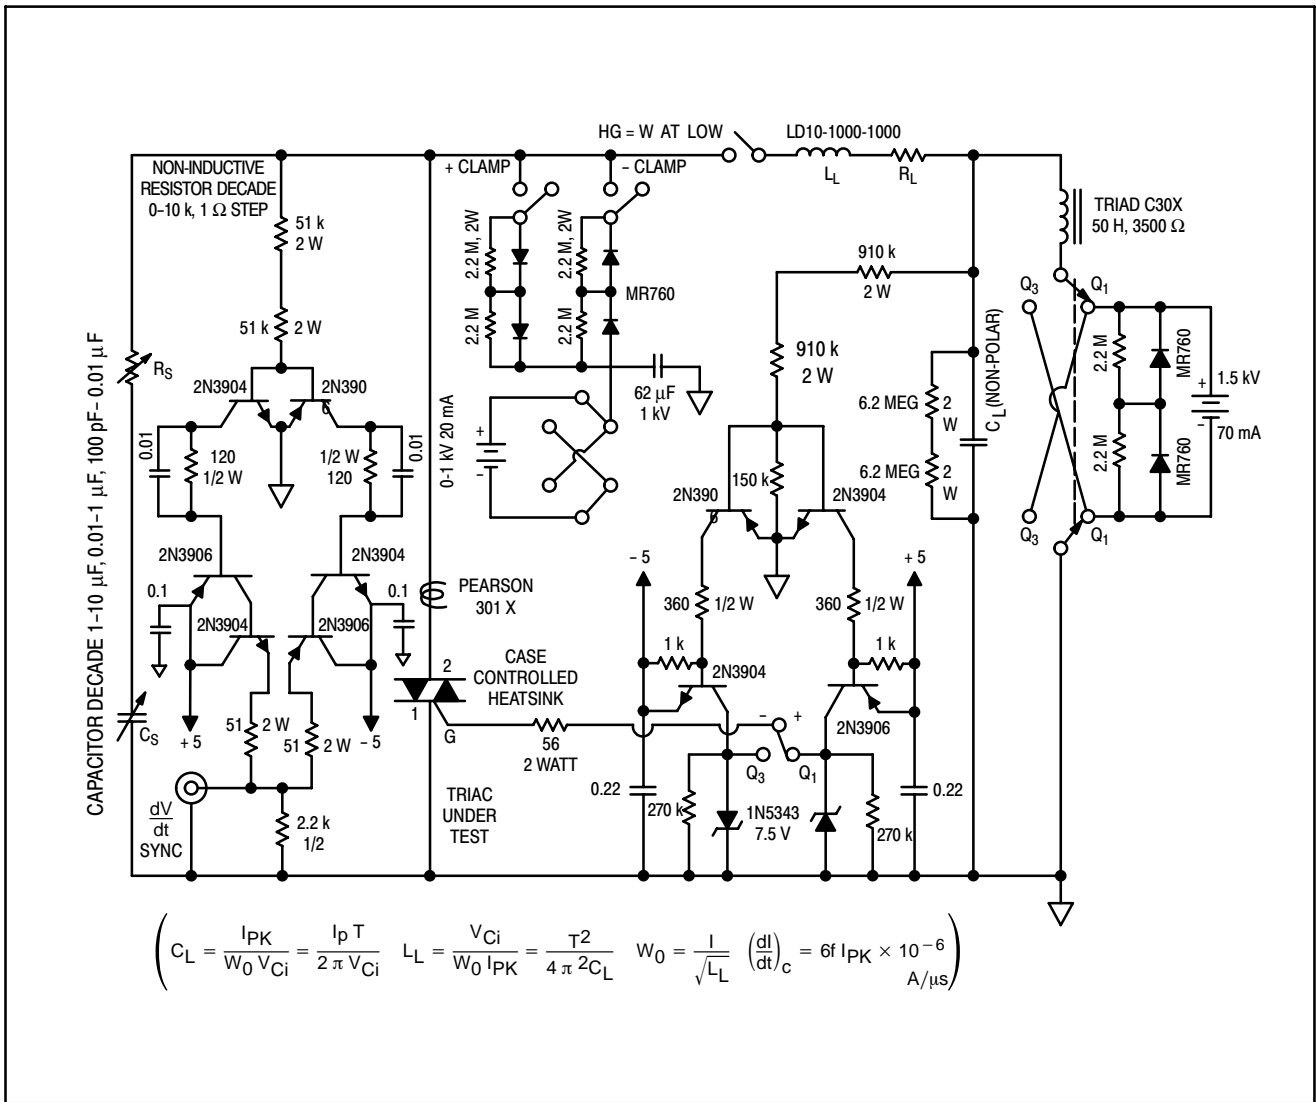 HG = W AT LOW
LD10-1000-1000
L_L
R_L
NON-INDUCTIVE
RESISTOR DECADE
0–10 k, 1 Ω STEP
+ CLAMP
– CLAMP
TRIAD C30X
50 H, 3500 Ω
51 k
2 W
51 k
2 W
2.2 M, 2W
2.2 M, 2W
2.2 M
2.2 M
MR760
62 μF
1 kV
0-1 kV 20 mA
+
–
910 k
2 W
910 k
2 W
150 k
6.2 MEG
2
W
6.2 MEG
2
W
C_L (NON-POLAR)
Q3
Q1
Q3
Q1
2.2 M
2.2 M
MR760
MR760
+
1.5 kV
–
70 mA
CAPACITOR DECADE 1–10 μF, 0.01–1 μF, 100 pF– 0.01 μF
R_S
C_S
2N3904
2N390
6
0.01
120
1/2 W
1/2 W
120
0.01
2N3906
2N3904
0.1
0.1
2N3904
2N3906
+ 5
– 5
51
2 W
51
2 W
2.2 k
1/2
dV
dt
SYNC
PEARSON
301 X
CASE
CONTROLLED
HEATSINK
2
1
G
TRIAC
UNDER
TEST
56
2 WATT
2N390
6
2N3904
– 5
+ 5
360
1/2 W
360
1/2 W
1 k
1 k
2N3904
2N3906
–
+
Q3
Q1
0.22
270 k
1N5343
7.5 V
270 k
0.22
( C_L = I_PK / (W_0 V_Ci) = I_p T / (2 π V_Ci)   L_L = V_Ci / (W_0 I_PK) = T² / (4 π ²C_L)   W_0 = I / √L_L   (dI/dt)_c = 6f I_PK × 10⁻⁶
A/μs )